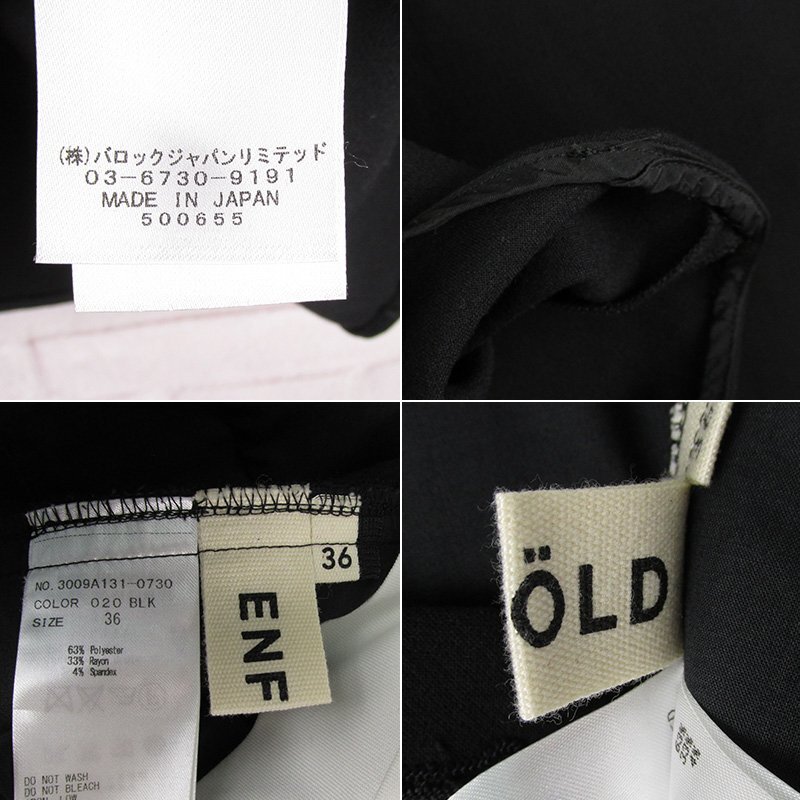 (株)バロックジャパンリミテッド
03-6730-9191
MADE IN JAPAN
500655
NO. 3009A131-0730
COLOR 020 BLK
SIZE 36
63% Polyester
33% Rayon
4% Spandex
DO NOT WASH
DO NOT BLEACH
ENF
36
ÖLD